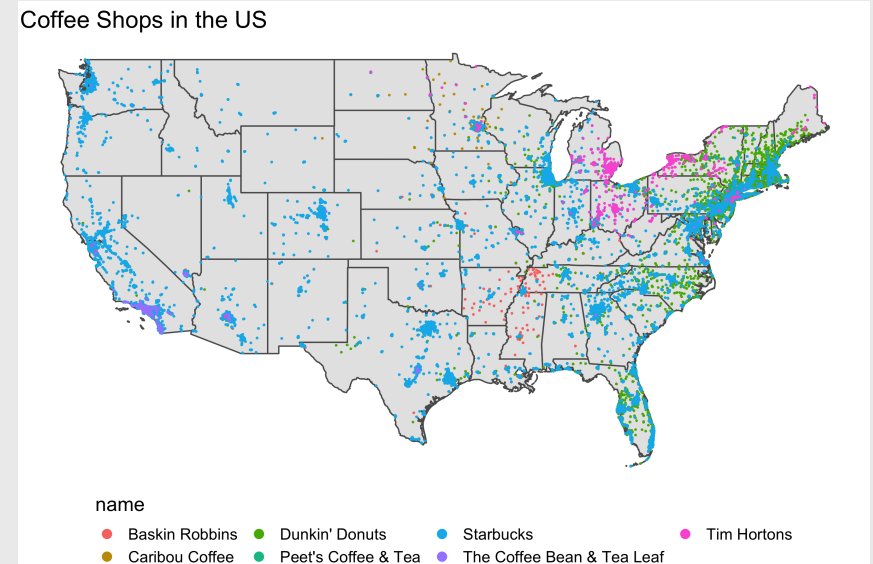 Coffee Shops in the US
name
Baskin Robbins Dunkin' Donuts Starbucks Tim Hortons
Caribou Coffee Peet's Coffee & Tea The Coffee Bean & Tea Leaf